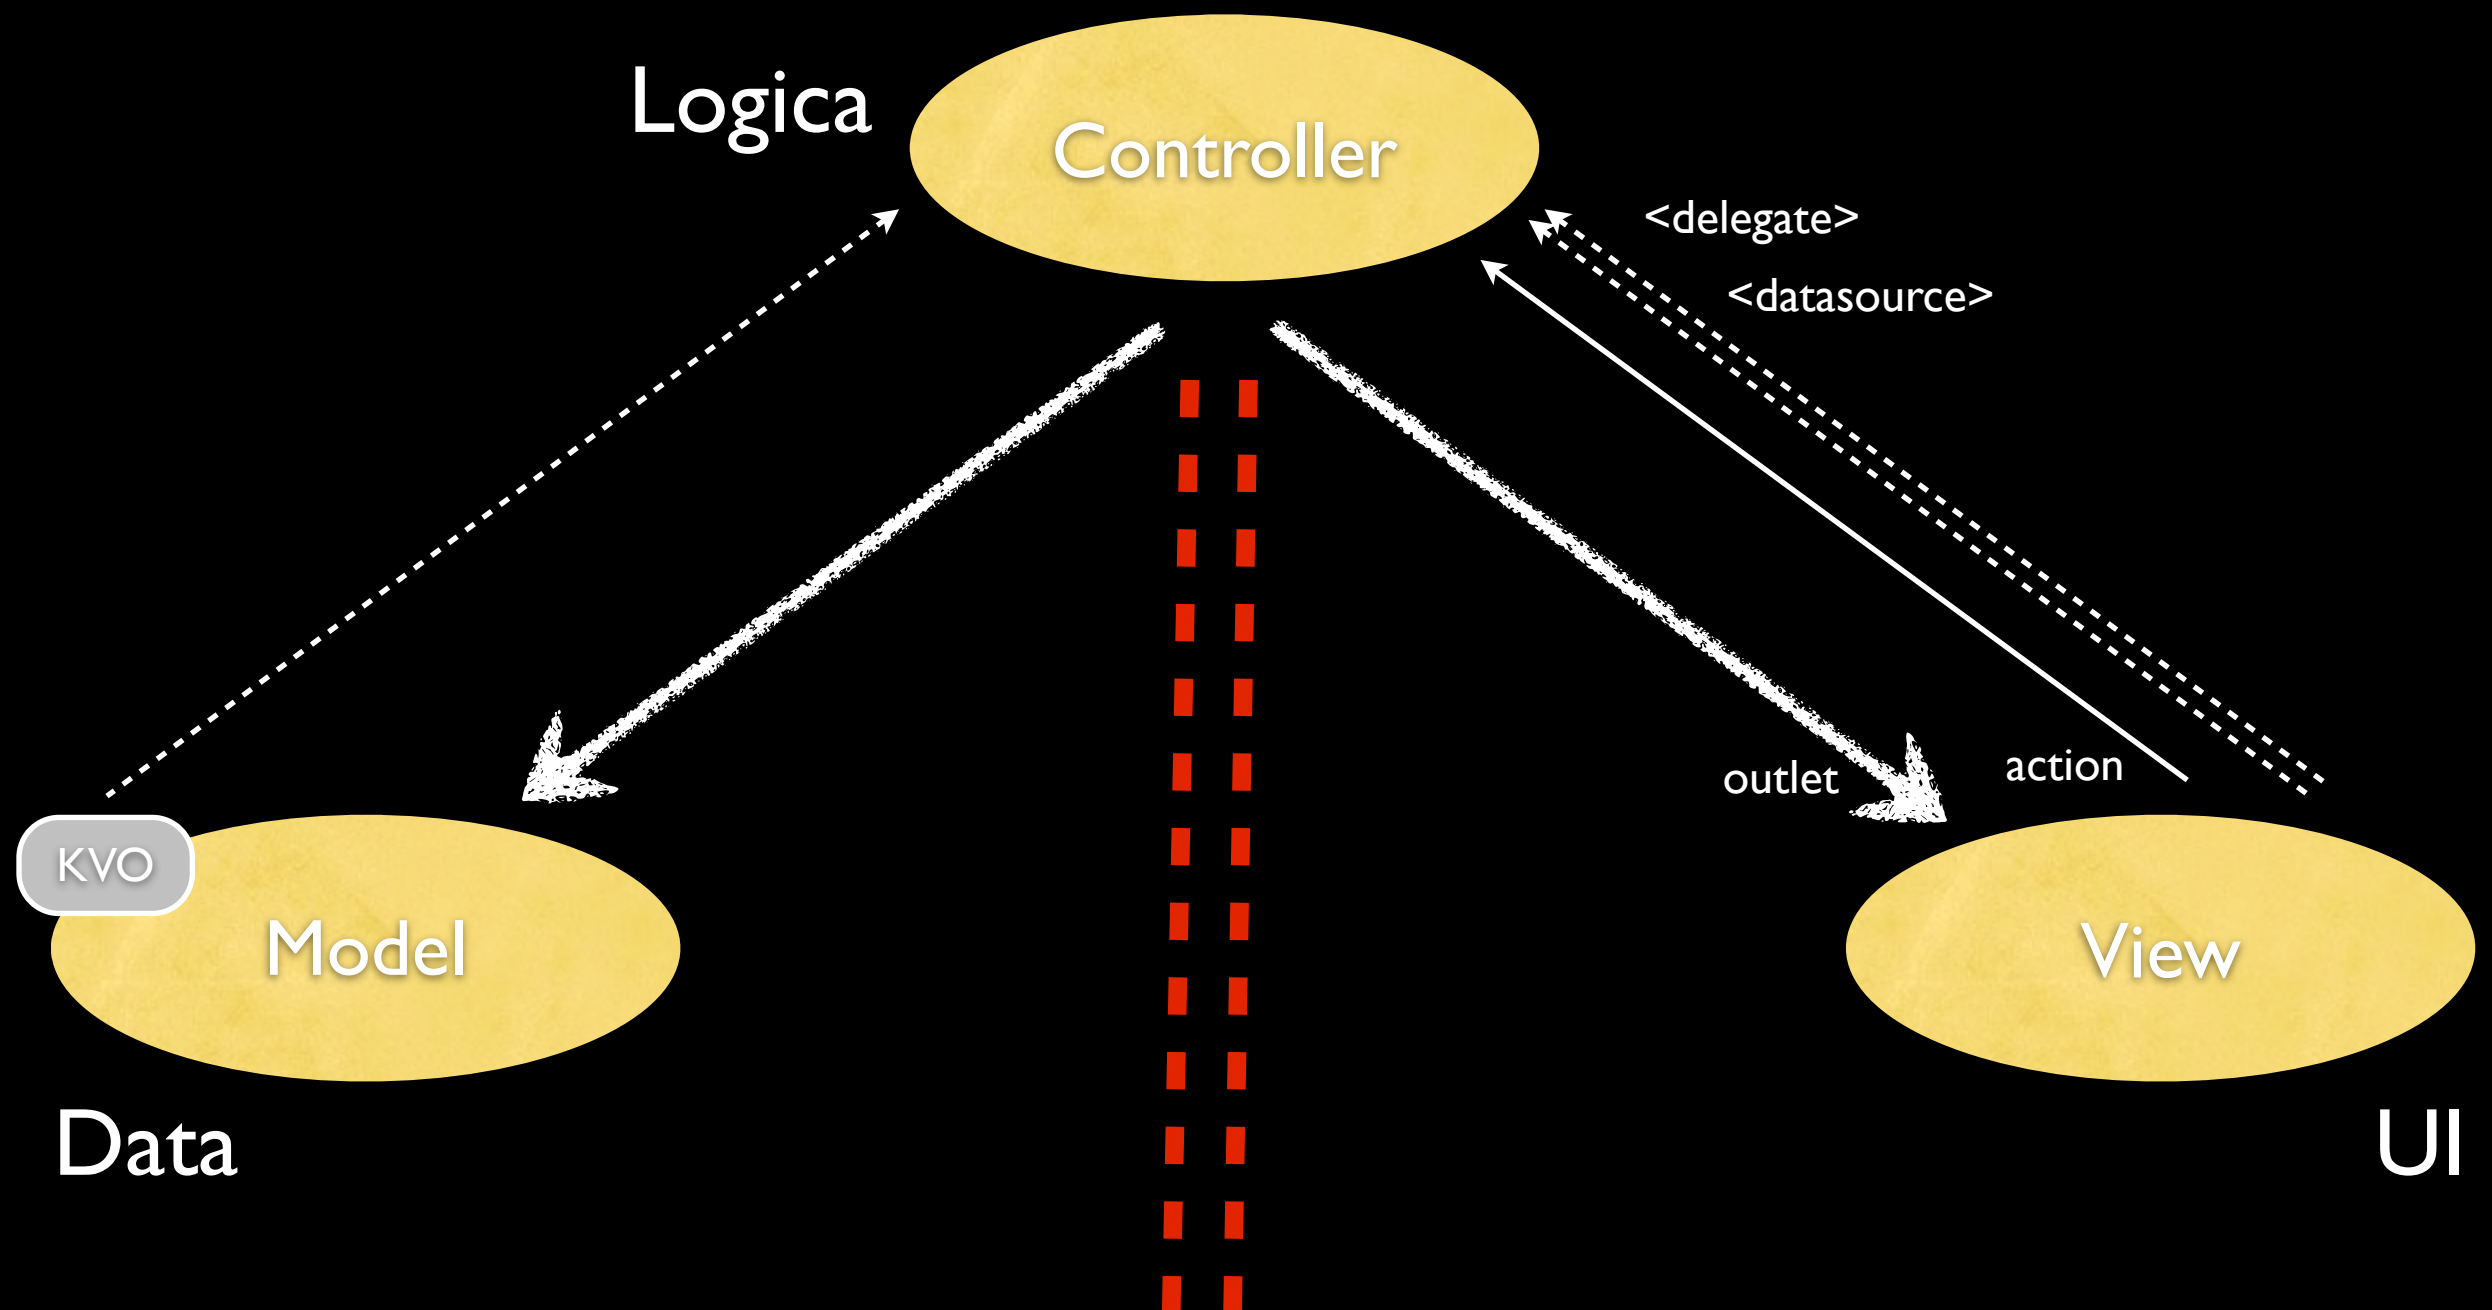 Logica
Controller
<delegate>
<datasource>
outlet
action
KVO
Model
View
Data
UI